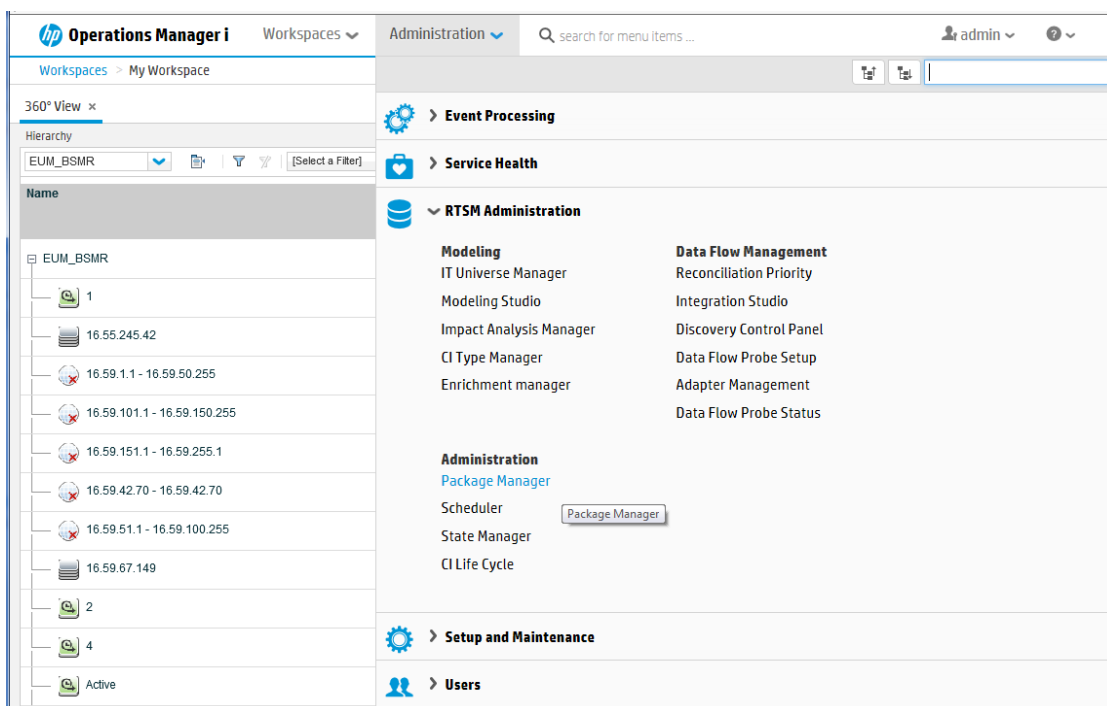 hp Operations Manager i Workspaces Administration search for menu items ... admin ?
Workspaces > My Workspace
360° View ×
Hierarchy
EUM_BSMR [Select a Filter]
Name
EUM_BSMR
1
16.55.245.42
16.59.1.1 - 16.59.50.255
16.59.101.1 - 16.59.150.255
16.59.151.1 - 16.59.255.1
16.59.42.70 - 16.59.42.70
16.59.51.1 - 16.59.100.255
16.59.67.149
2
4
Active
Event Processing
Service Health
RTSM Administration
Modeling
IT Universe Manager
Modeling Studio
Impact Analysis Manager
CI Type Manager
Enrichment manager
Data Flow Management
Reconciliation Priority
Integration Studio
Discovery Control Panel
Data Flow Probe Setup
Adapter Management
Data Flow Probe Status
Administration
Package Manager
Scheduler
Package Manager
State Manager
CI Life Cycle
Setup and Maintenance
Users